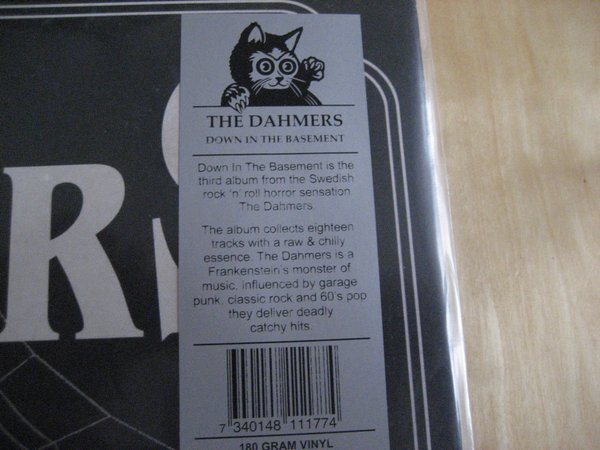 RS
THE DAHMERS
DOWN IN THE BASEMENT
Down In The Basement is the
third album from the Swedish
rock 'n' roll horror sensation
The Dahmers.
The album collects eighteen
tracks with a raw & chilly
essence. The Dahmers is a
Frankenstein's monster of
music, influenced by garage
punk, classic rock and 60's pop
they deliver deadly
catchy hits.
7 340148 111774
180 GRAM VINYL